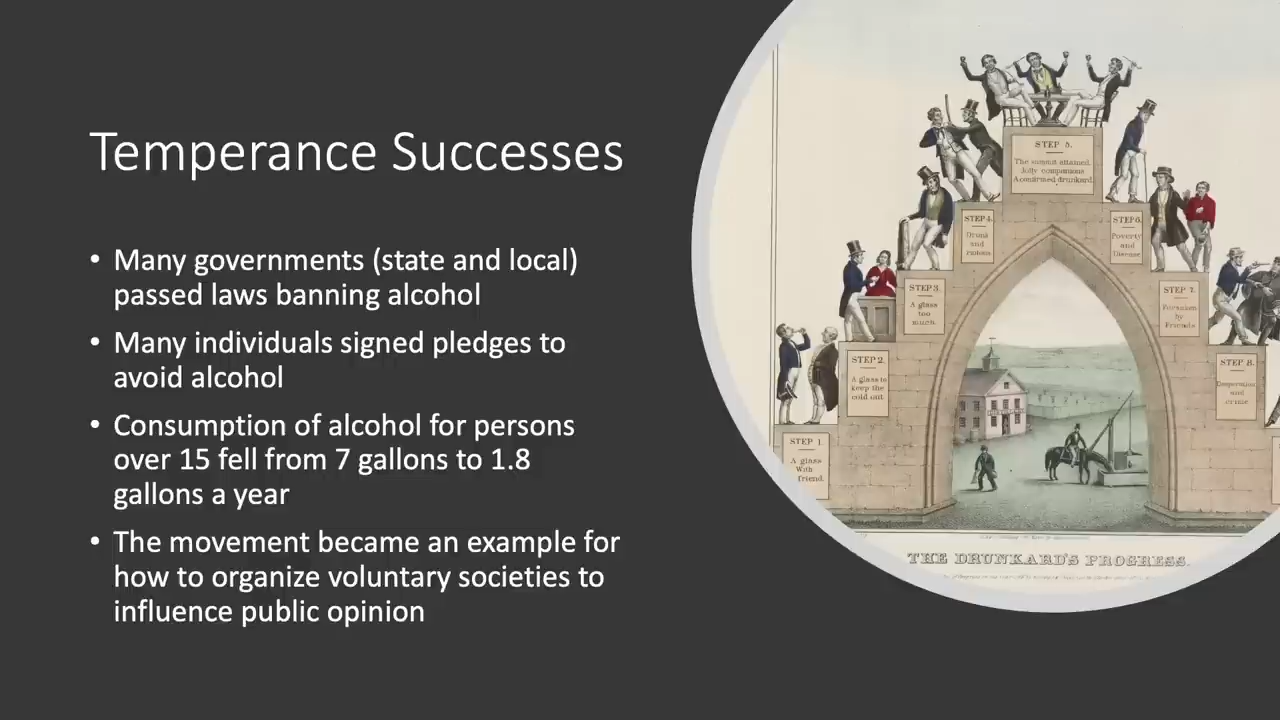 Temperance Successes
• Many governments (state and local)
passed laws banning alcohol
• Many individuals signed pledges to
avoid alcohol
• Consumption of alcohol for persons
over 15 fell from 7 gallons to 1.8
gallons a year
• The movement became an example for
how to organize voluntary societies to
influence public opinion
STEP 5.
The summit attained.
Jolly companions
A confirmed drunkard.
STEP 4.
Drunk
and
STEP 6.
Poverty
and
Disease.
STEP 3.
A glass
too
much.
STEP 7.
Forsaken
by
Friends
STEP 2.
A glass to
keep the
cold out.
STEP 8.
Desperation
and
crime
STEP 1.
A glass
With
friend.
THE DRUNKARD'S PROGRESS.